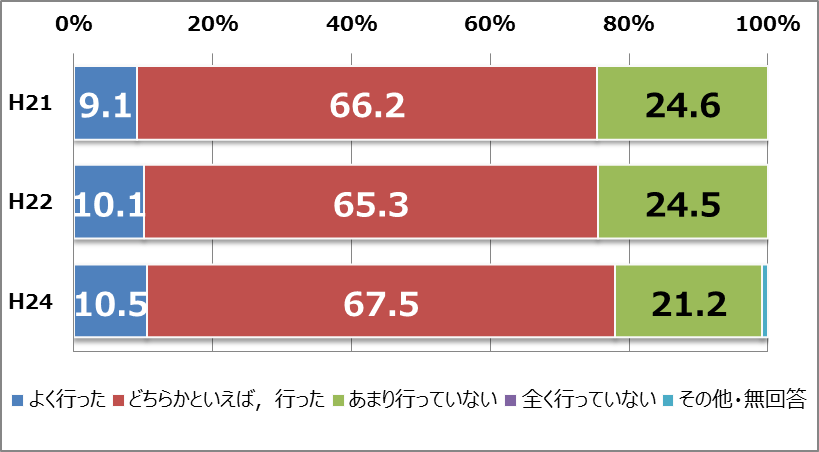 0% 20% 40% 60% 80% 100%
H21 9.1 66.2 24.6
H22 10.1 65.3 24.5
H24 10.5 67.5 21.2
よく行った どちらかといえば，行った あまり行っていない 全く行っていない その他・無回答